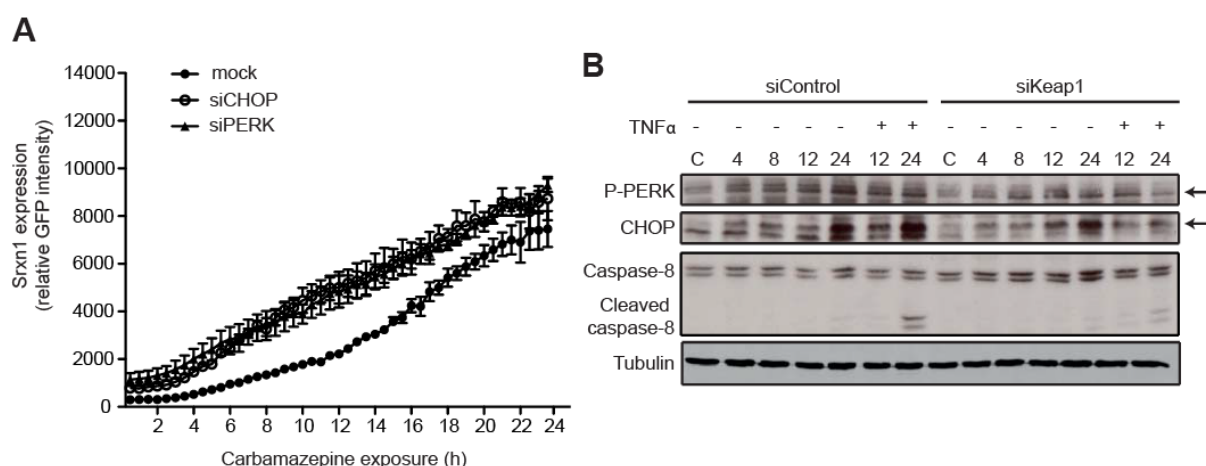 A
14000
12000
10000
8000
6000
4000
2000
0
Srxn1 expression
(relative GFP intensity)
mock
siCHOP
siPERK
2 4 6 8 10 12 14 16 18 20 22 24
Carbamazepine exposure (h)
B
siControl siKeap1
TNFα - - - - - + + - - - - - + +
C 4 8 12 24 12 24 C 4 8 12 24 12 24
P-PERK
CHOP
Caspase-8
Cleaved
caspase-8
Tubulin